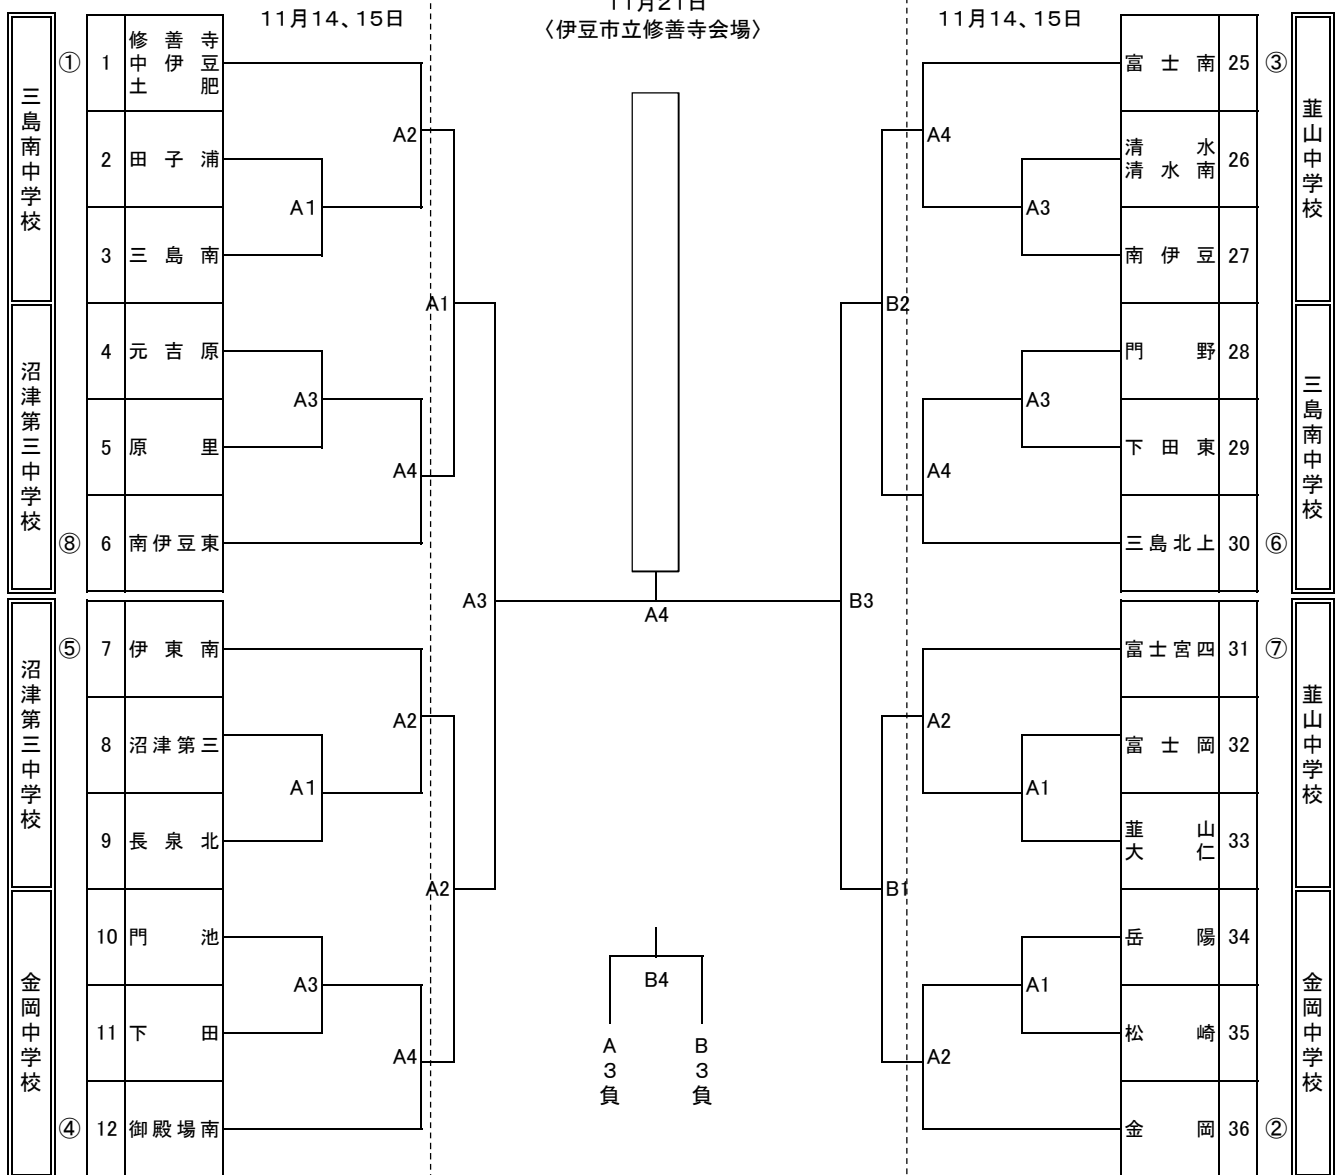 11月14、15日
11月21日
〈伊豆市立修善寺会場〉
11月14、15日
三島南中学校
沼津第三中学校
沼津第三中学校
金岡中学校
① 1 修善寺
中伊豆
土肥
2 田子浦
3 三島南
4 元吉原
5 原里
⑧ 6 南伊豆東
⑤ 7 伊東南
8 沼津第三
9 長泉北
10 門池
11 下田
④ 12 御殿場南
A1
A2
A3
A4
A1
A2
A3
A4
A1
A2
A3
A4
B3
B2
B1
A4
A3
A3
A4
A2
A1
A1
A2
B4
A3負
B3負
富士南 25 ③
清水
清水南 26
南伊豆 27
門野 28
下田東 29
三島北上 30 ⑥
富士宮四 31 ⑦
富士岡 32
韮山
大仁 33
岳陽 34
松崎 35
金岡 36 ②
韮山中学校
三島南中学校
韮山中学校
金岡中学校